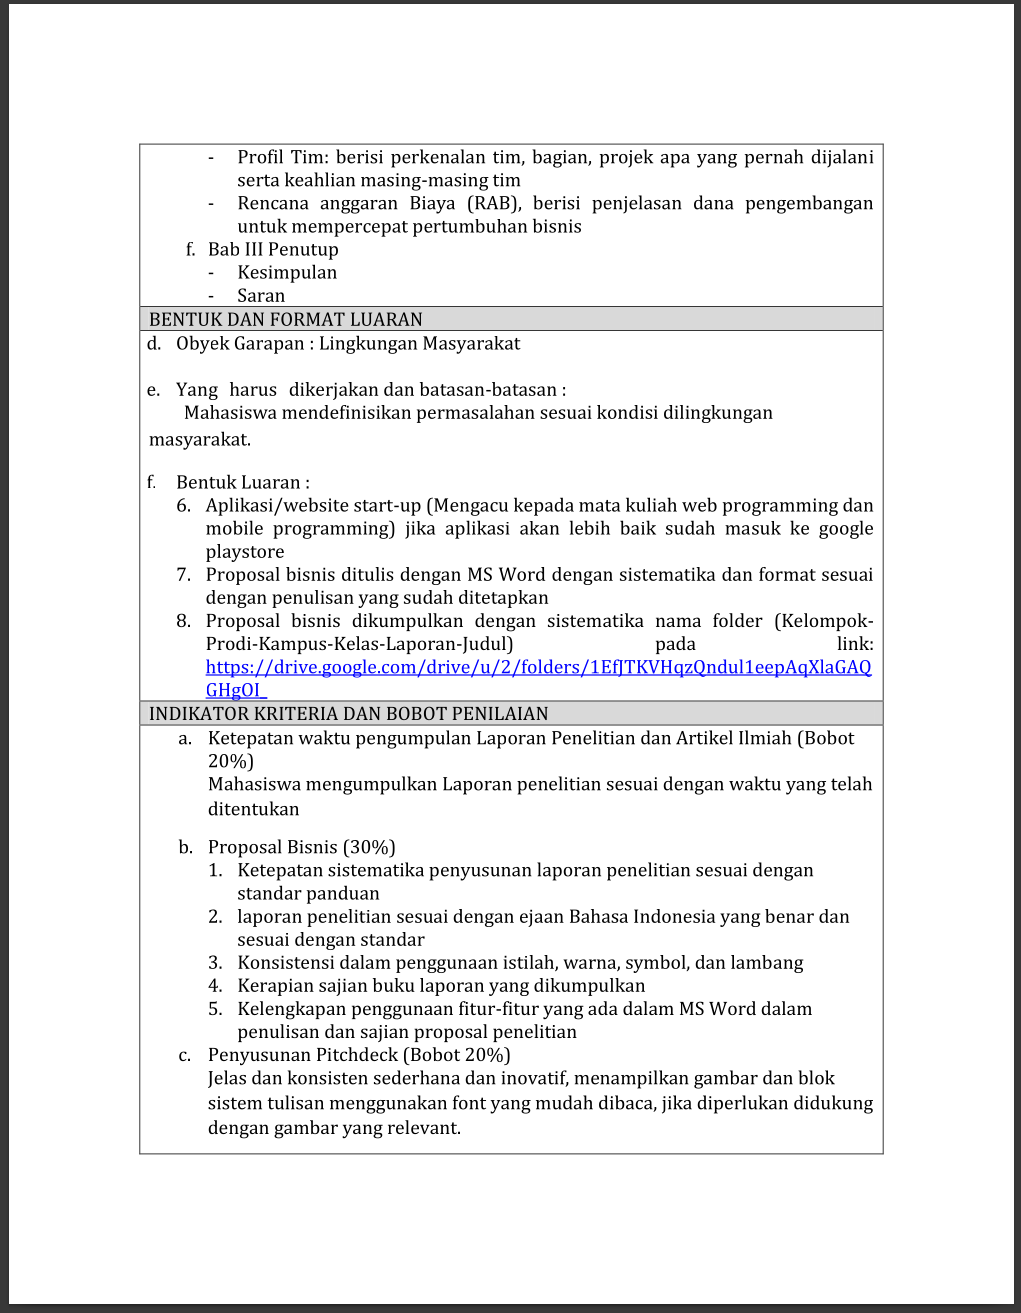 - Profil Tim: berisi perkenalan tim, bagian, projek apa yang pernah dijalani
serta keahlian masing-masing tim
- Rencana anggaran Biaya (RAB), berisi penjelasan dana pengembangan
untuk mempercepat pertumbuhan bisnis
f. Bab III Penutup
- Kesimpulan
- Saran
BENTUK DAN FORMAT LUARAN
d. Obyek Garapan : Lingkungan Masyarakat
e. Yang harus dikerjakan dan batasan-batasan :
Mahasiswa mendefinisikan permasalahan sesuai kondisi dilingkungan
masyarakat.
f. Bentuk Luaran :
6. Aplikasi/website start-up (Mengacu kepada mata kuliah web programming dan
mobile programming) jika aplikasi akan lebih baik sudah masuk ke google
playstore
7. Proposal bisnis ditulis dengan MS Word dengan sistematika dan format sesuai
dengan penulisan yang sudah ditetapkan
8. Proposal bisnis dikumpulkan dengan sistematika nama folder (Kelompok-
Prodi-Kampus-Kelas-Laporan-Judul) pada link:
https://drive.google.com/drive/u/2/folders/1EfJTKVHqzQndul1eepAqXlaGAQ
GHgOI_
INDIKATOR KRITERIA DAN BOBOT PENILAIAN
a. Ketepatan waktu pengumpulan Laporan Penelitian dan Artikel Ilmiah (Bobot
20%)
Mahasiswa mengumpulkan Laporan penelitian sesuai dengan waktu yang telah
ditentukan
b. Proposal Bisnis (30%)
1. Ketepatan sistematika penyusunan laporan penelitian sesuai dengan
standar panduan
2. laporan penelitian sesuai dengan ejaan Bahasa Indonesia yang benar dan
sesuai dengan standar
3. Konsistensi dalam penggunaan istilah, warna, symbol, dan lambang
4. Kerapian sajian buku laporan yang dikumpulkan
5. Kelengkapan penggunaan fitur-fitur yang ada dalam MS Word dalam
penulisan dan sajian proposal penelitian
c. Penyusunan Pitchdeck (Bobot 20%)
Jelas dan konsisten sederhana dan inovatif, menampilkan gambar dan blok
sistem tulisan menggunakan font yang mudah dibaca, jika diperlukan didukung
dengan gambar yang relevant.